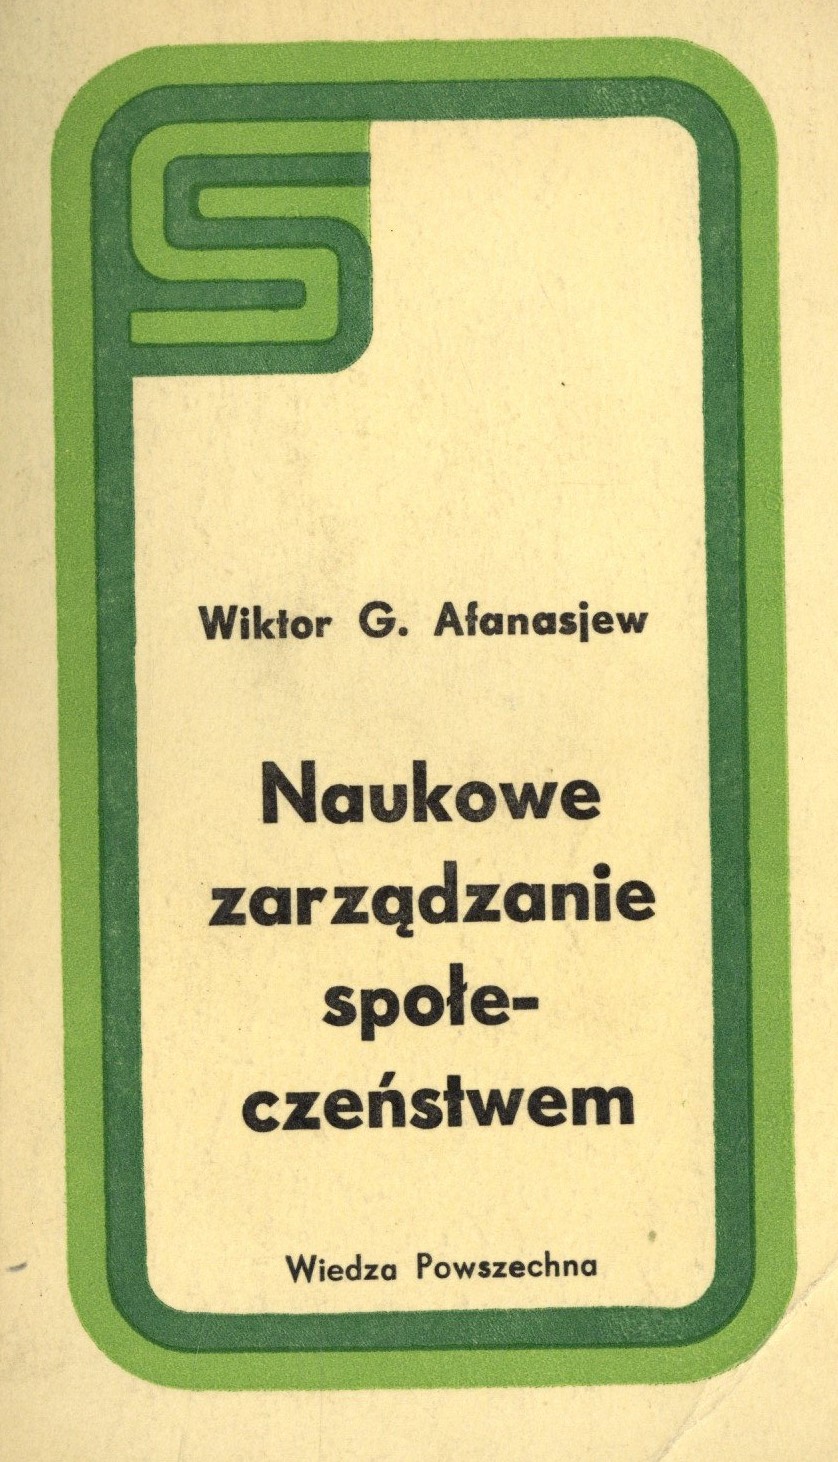 Wiktor G. Afanasjew
Naukowe
zarządzanie
społe-
czeństwem
Wiedza Powszechna